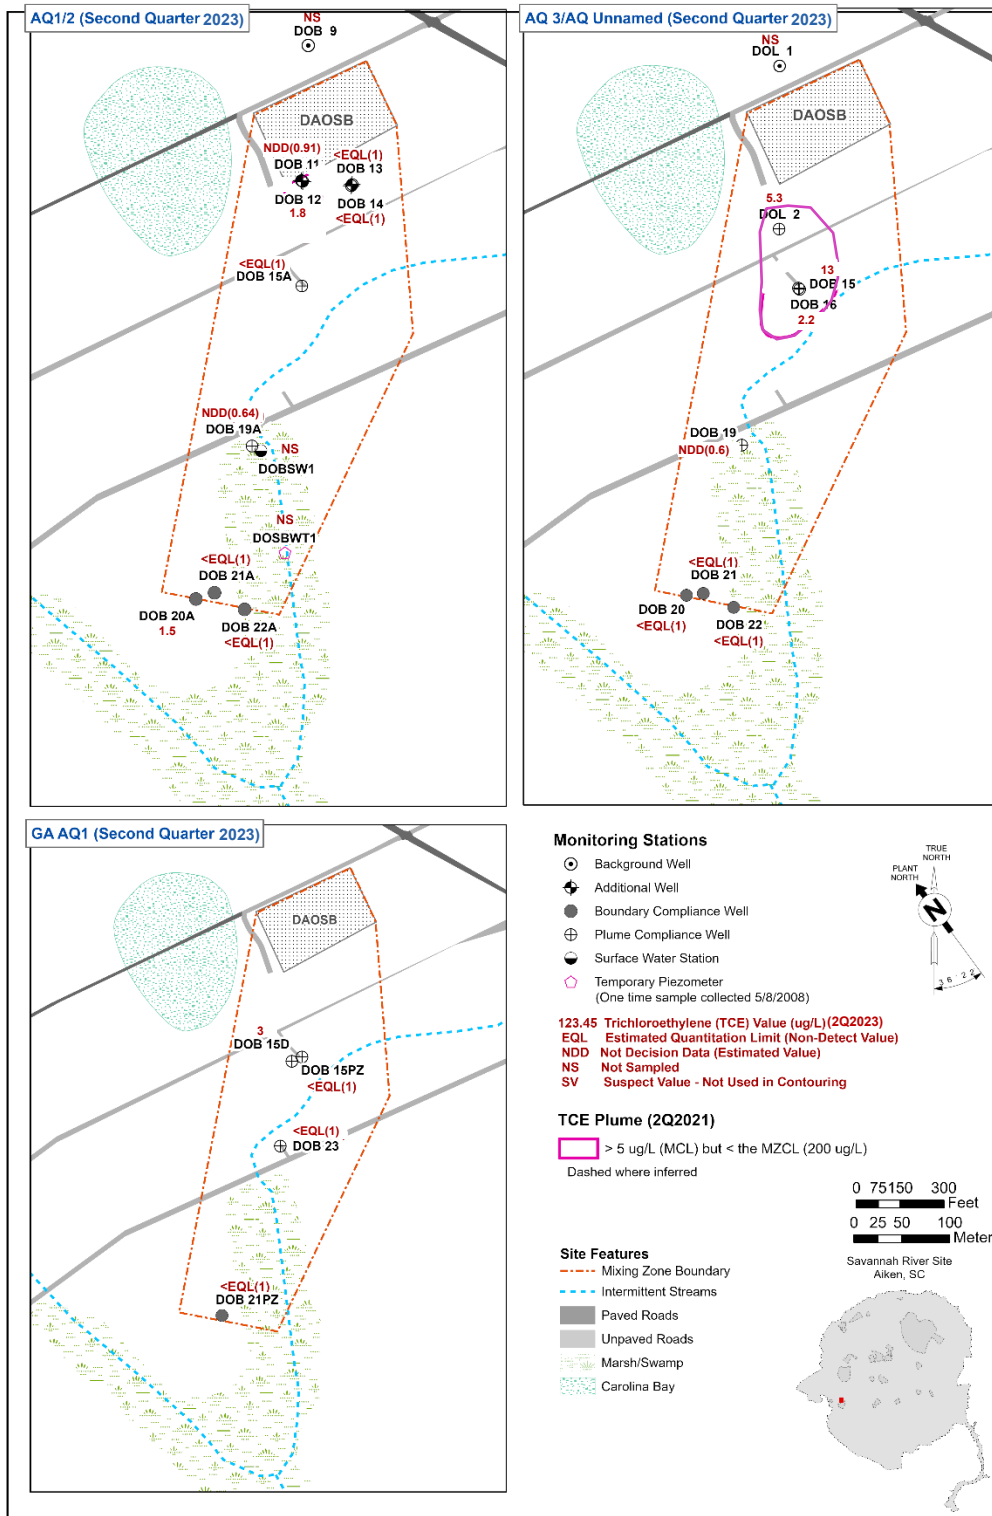 AQ1/2 (Second Quarter 2023)
NS
DOB 9
DAOSB
NDD(0.91)
DOB 11
<EQL(1)
DOB 13
DOB 12
1.8
DOB 14
<EQL(1)
<EQL(1)
DOB 15A
NDD(0.64)
DOB 19A
NS
DOBSW1
NS
DOSBWT1
<EQL(1)
DOB 21A
DOB 20A
1.5
DOB 22A
<EQL(1)
AQ 3/AQ Unnamed (Second Quarter 2023)
NS
DOL 1
DAOSB
5.3
DOL 2
13
DOB 15
DOB 16
2.2
DOB 19
NDD(0.6)
<EQL(1)
DOB 21
DOB 20
<EQL(1)
DOB 22
<EQL(1)
GA AQ1 (Second Quarter 2023)
DAOSB
3
DOB 15D
DOB 15PZ
<EQL(1)
<EQL(1)
DOB 23
<EQL(1)
DOB 21PZ
Monitoring Stations
Background Well
Additional Well
Boundary Compliance Well
Plume Compliance Well
Surface Water Station
Temporary Piezometer
(One time sample collected 5/8/2008)
TRUE
NORTH
PLANT
NORTH
N
36-22
123.45 Trichloroethylene (TCE) Value (ug/L)(2Q2023)
EQL Estimated Quantitation Limit (Non-Detect Value)
NDD Not Decision Data (Estimated Value)
NS Not Sampled
SV Suspect Value - Not Used in Contouring
TCE Plume (2Q2021)
> 5 ug/L (MCL) but < the MZCL (200 ug/L)
Dashed where inferred
0 75150 300
Feet
0 25 50 100
Meter
Savannah River Site
Aiken, SC
Site Features
Mixing Zone Boundary
Intermittent Streams
Paved Roads
Unpaved Roads
Marsh/Swamp
Carolina Bay